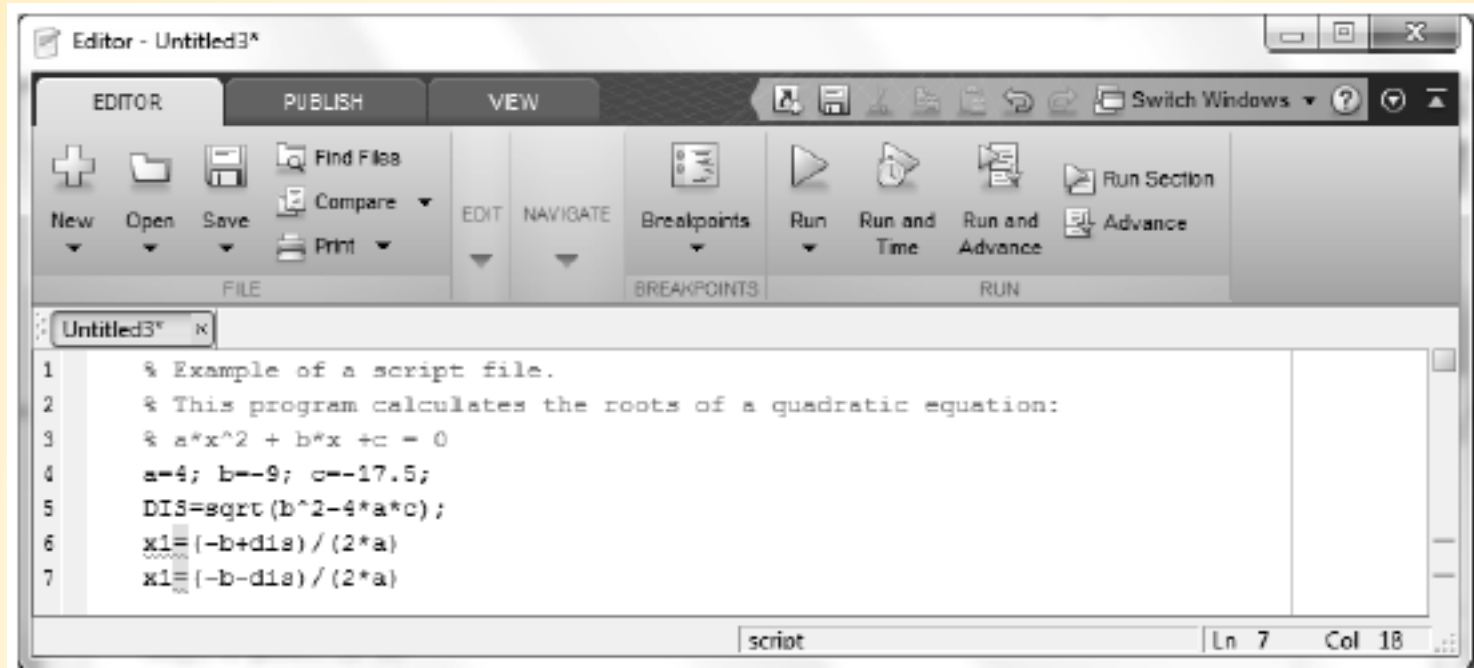 Editor - Untitled3*
EDITOR PUBLISH VIEW Switch Windows ?
New Open Save Find Files Compare Print
EDIT NAVIGATE
Breakpoints
Run Run and Time Run and Advance Run Section Advance
FILE BREAKPOINTS RUN
Untitled3* ×
1 % Example of a script file.
2 % This program calculates the roots of a quadratic equation:
3 % a*x^2 + b*x +c = 0
4 a=4; b=-9; c=-17.5;
5 DIS=sqrt(b^2-4*a*c);
6 x1=(-b+dis)/(2*a)
7 x1=(-b-dis)/(2*a)
script Ln 7 Col 18